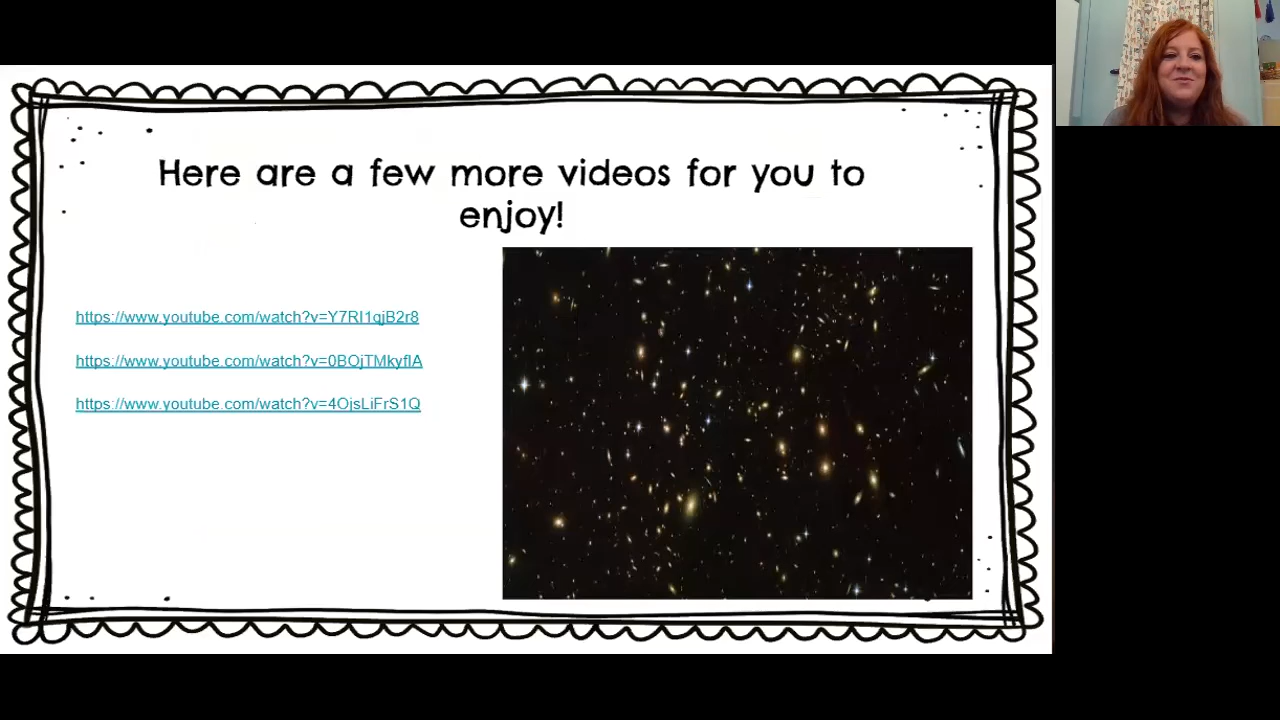 Here are a few more videos for you to
enjoy!
https://www.youtube.com/watch?v=Y7RI1qjB2r8
https://www.youtube.com/watch?v=0BOjTMkyfIA
https://www.youtube.com/watch?v=4OjsLiFrS1Q